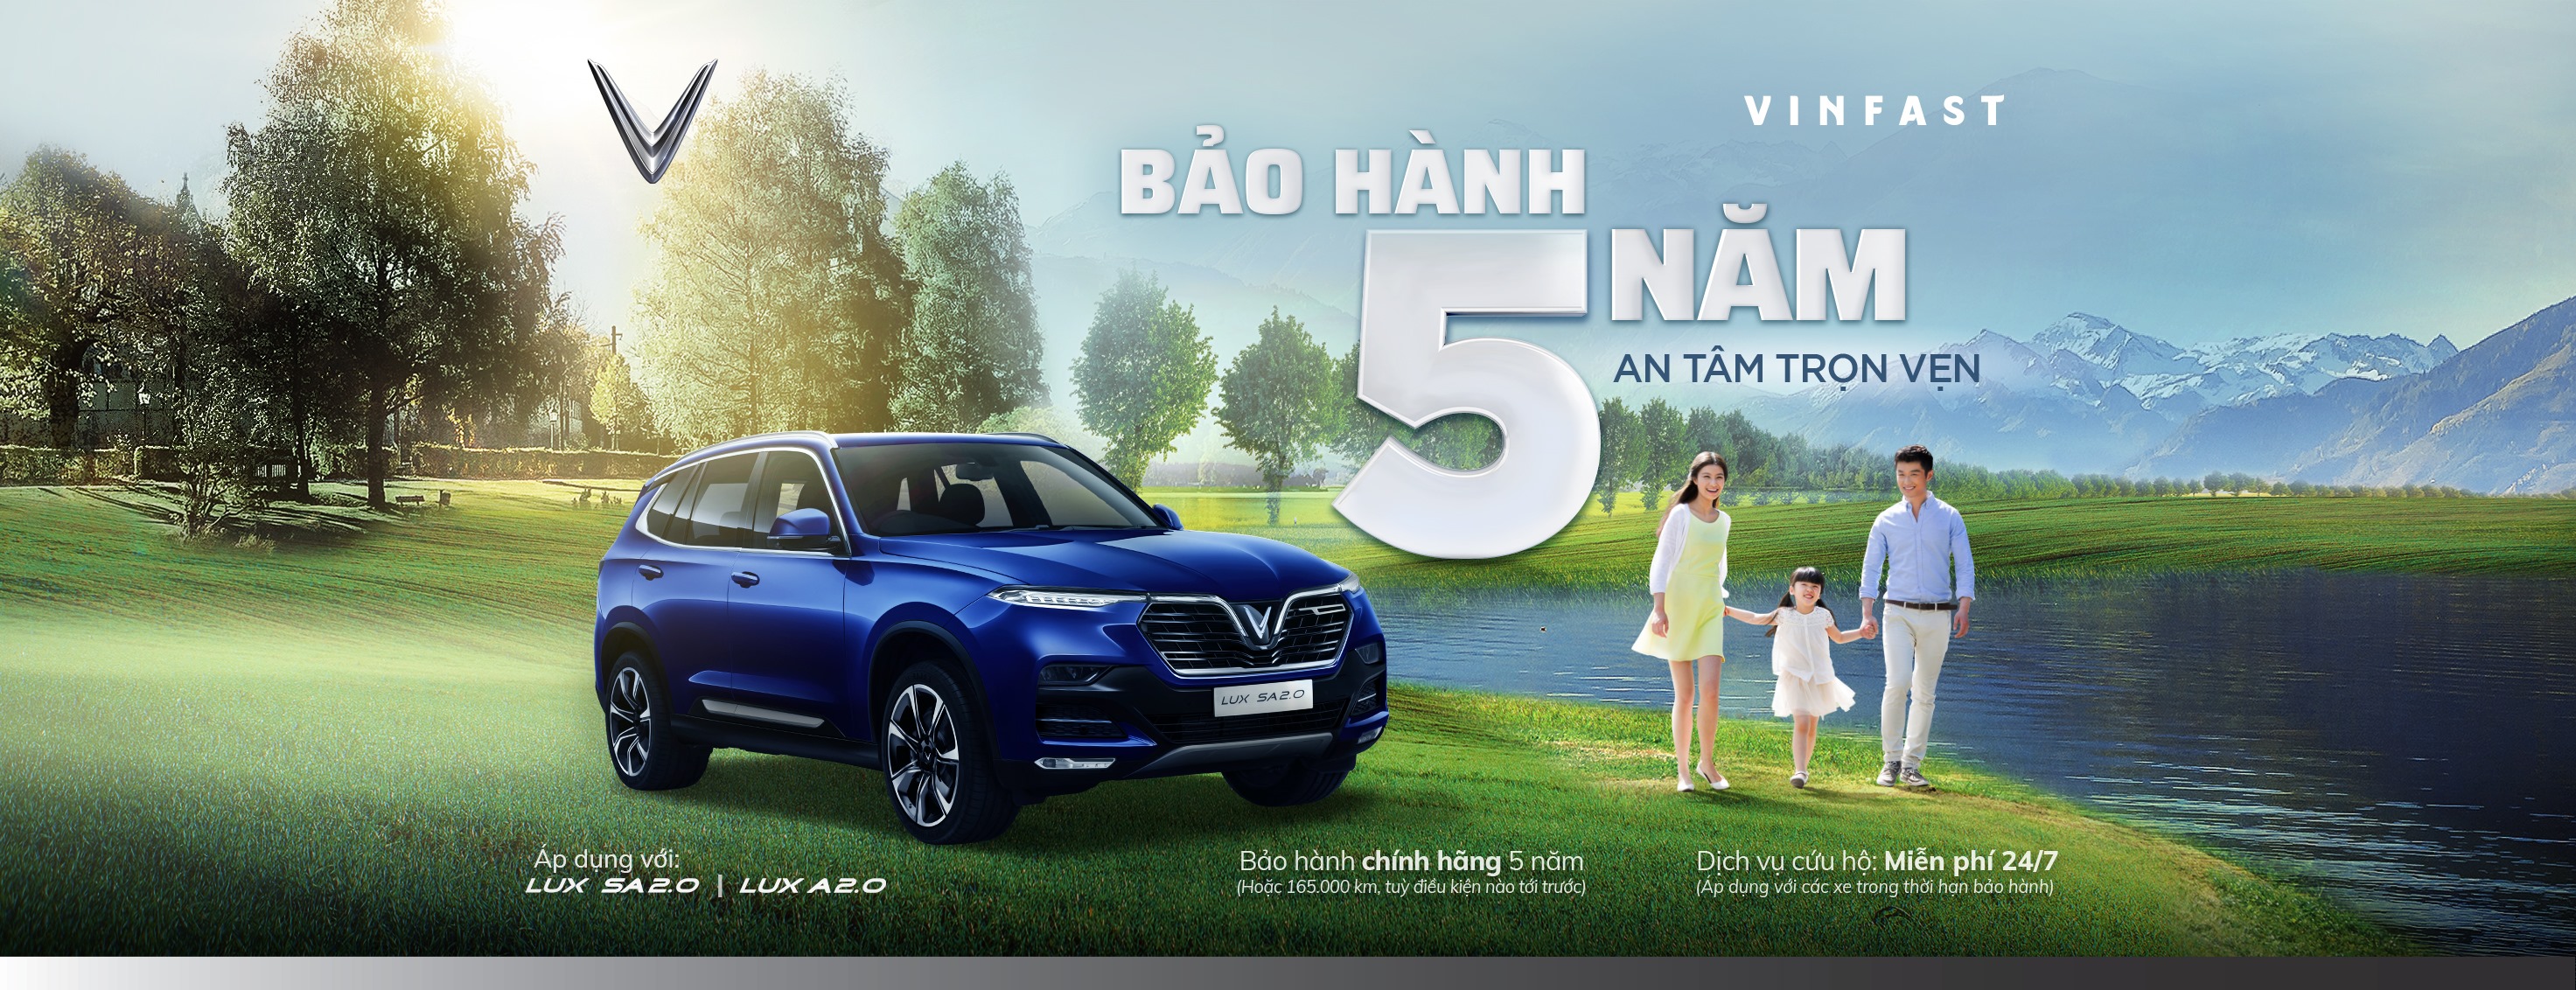 VINFAST
BẢO HÀNH
5 NĂM
AN TÂM TRỌN VẸN
LUX SA2.0
Áp dụng với:
LUX SA2.0 | LUX A2.0
Bảo hành chính hãng 5 năm
(Hoặc 165.000 km, tuỳ điều kiện nào tới trước)
Dịch vụ cứu hộ: Miễn phí 24/7
(Áp dụng với các xe trong thời hạn bảo hành)